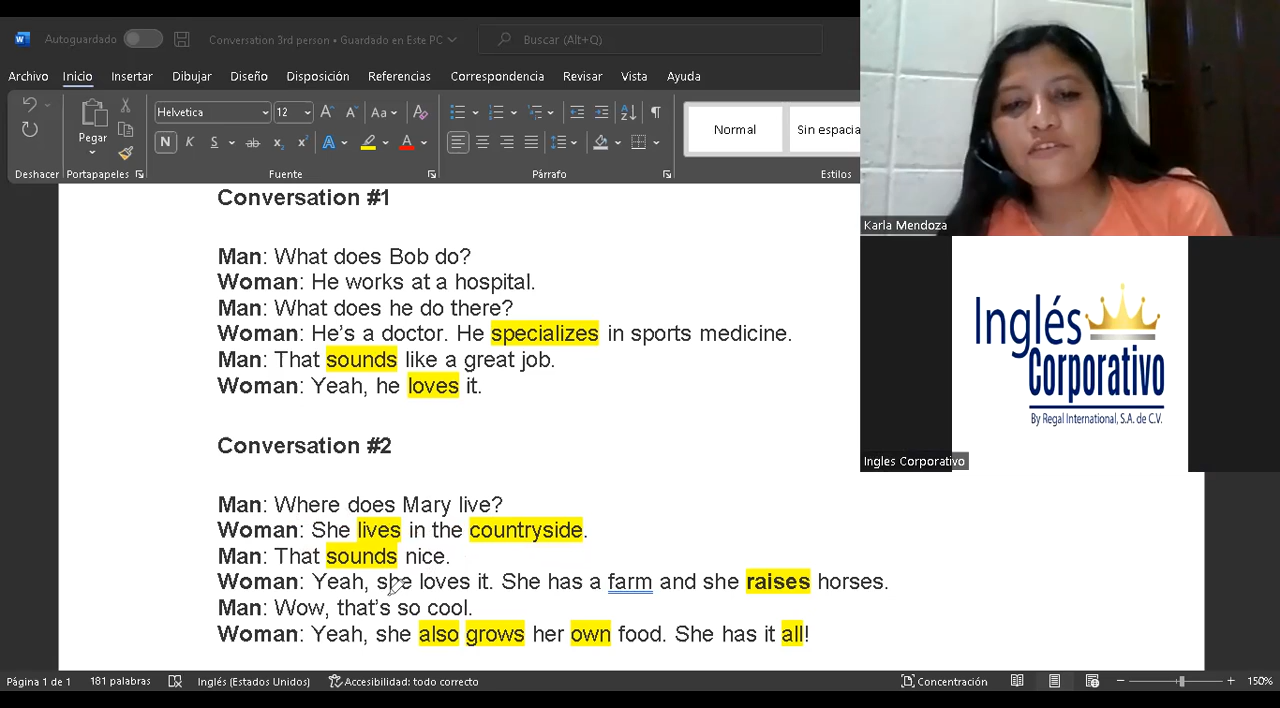 Autoguardado
Conversation 3rd person • Guardado en Este PC
Buscar (Alt+Q)
Archivo Inicio Insertar Dibujar Diseño Disposición Referencias Correspondencia Revisar Vista Ayuda
Helvetica 12
Pegar
Normal Sin espacia
Deshacer Portapapeles Fuente Párrafo Estilos
Conversation #1
Man: What does Bob do?
Woman: He works at a hospital.
Man: What does he do there?
Woman: He's a doctor. He specializes in sports medicine.
Man: That sounds like a great job.
Woman: Yeah, he loves it.
Conversation #2
Man: Where does Mary live?
Woman: She lives in the countryside.
Man: That sounds nice.
Woman: Yeah, she loves it. She has a farm and she raises horses.
Man: Wow, that's so cool.
Woman: Yeah, she also grows her own food. She has it all!
Página 1 de 1 181 palabras Inglés (Estados Unidos) Accesibilidad: todo correcto Concentración 150%
Karla Mendoza
Inglés
Corporativo
By Regal International, S.A. de C.V.
Ingles Corporativo